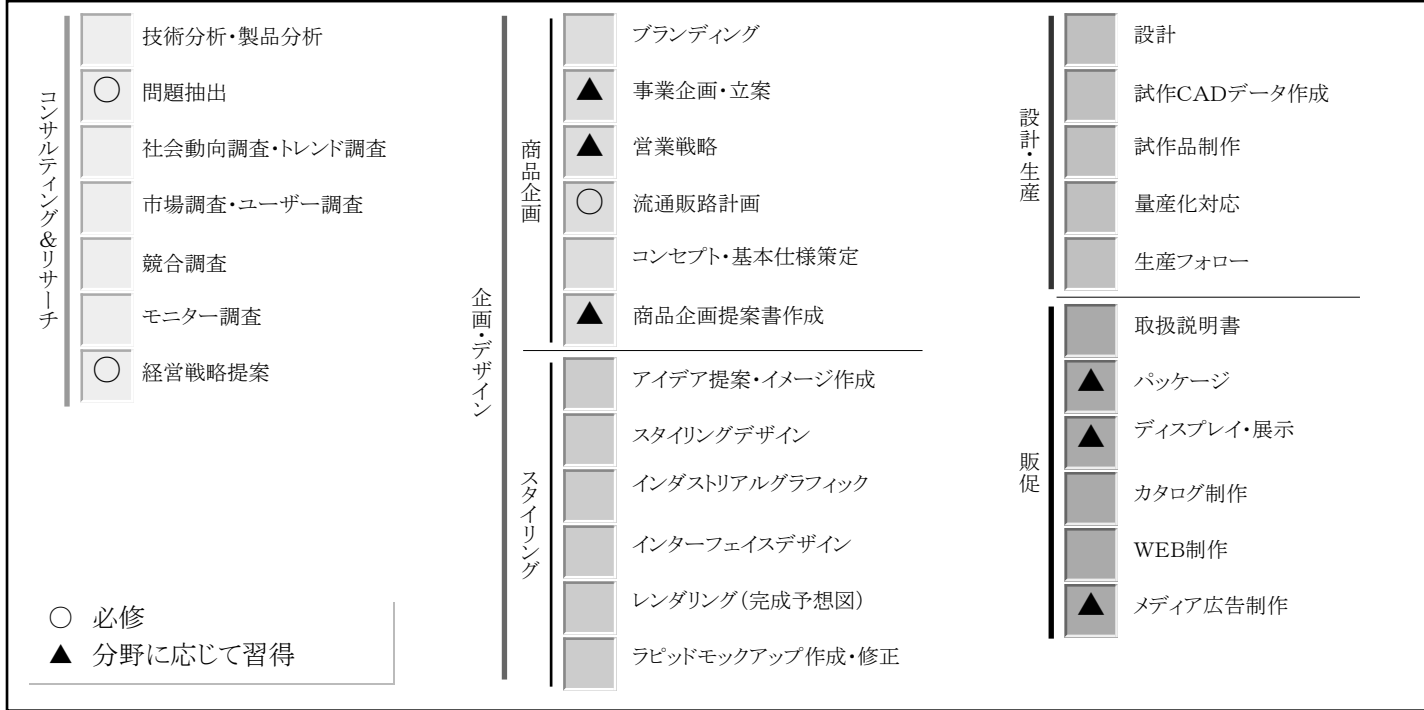 コンサルティング&リサーチ
技術分析・製品分析
○ 問題抽出
社会動向調査・トレンド調査
市場調査・ユーザー調査
競合調査
モニター調査
○ 経営戦略提案
企画・デザイン
商品企画
ブランディング
▲ 事業企画・立案
▲ 営業戦略
○ 流通販路計画
コンセプト・基本仕様策定
▲ 商品企画提案書作成
スタイリング
アイデア提案・イメージ作成
スタイリングデザイン
インダストリアルグラフィック
インターフェイスデザイン
レンダリング(完成予想図)
ラピッドモックアップ作成・修正
設計・生産
設計
試作CADデータ作成
試作品制作
量産化対応
生産フォロー
販促
取扱説明書
▲ パッケージ
▲ ディスプレイ・展示
カタログ制作
WEB制作
▲ メディア広告制作
○ 必修
▲ 分野に応じて習得